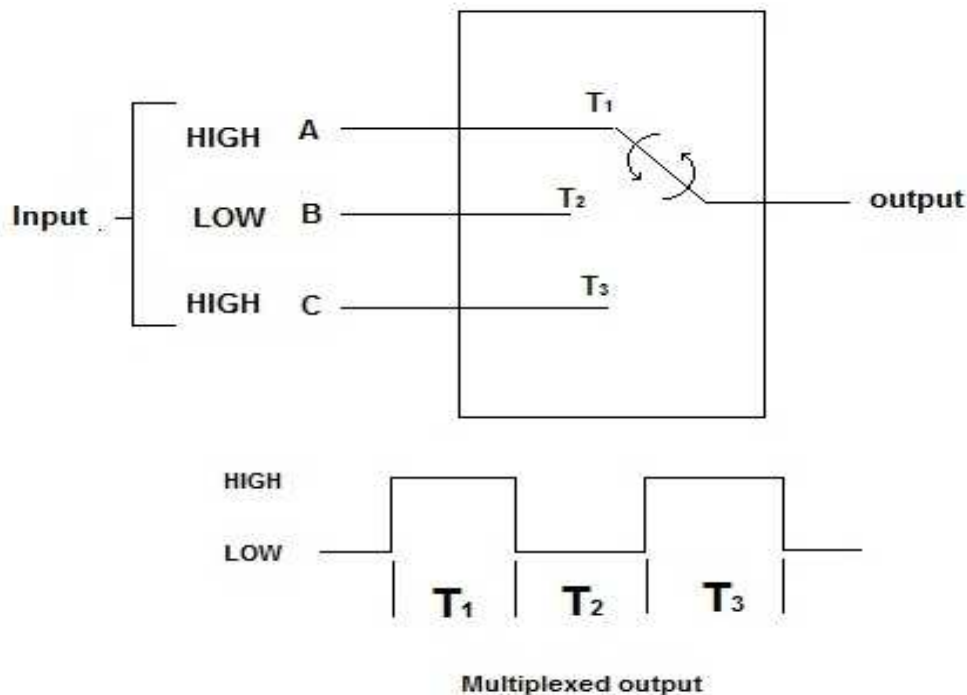 T₁
HIGH A
T₂
Input LOW B output
T₃
HIGH C
HIGH
LOW
T₁ T₂ T₃
Multiplexed output